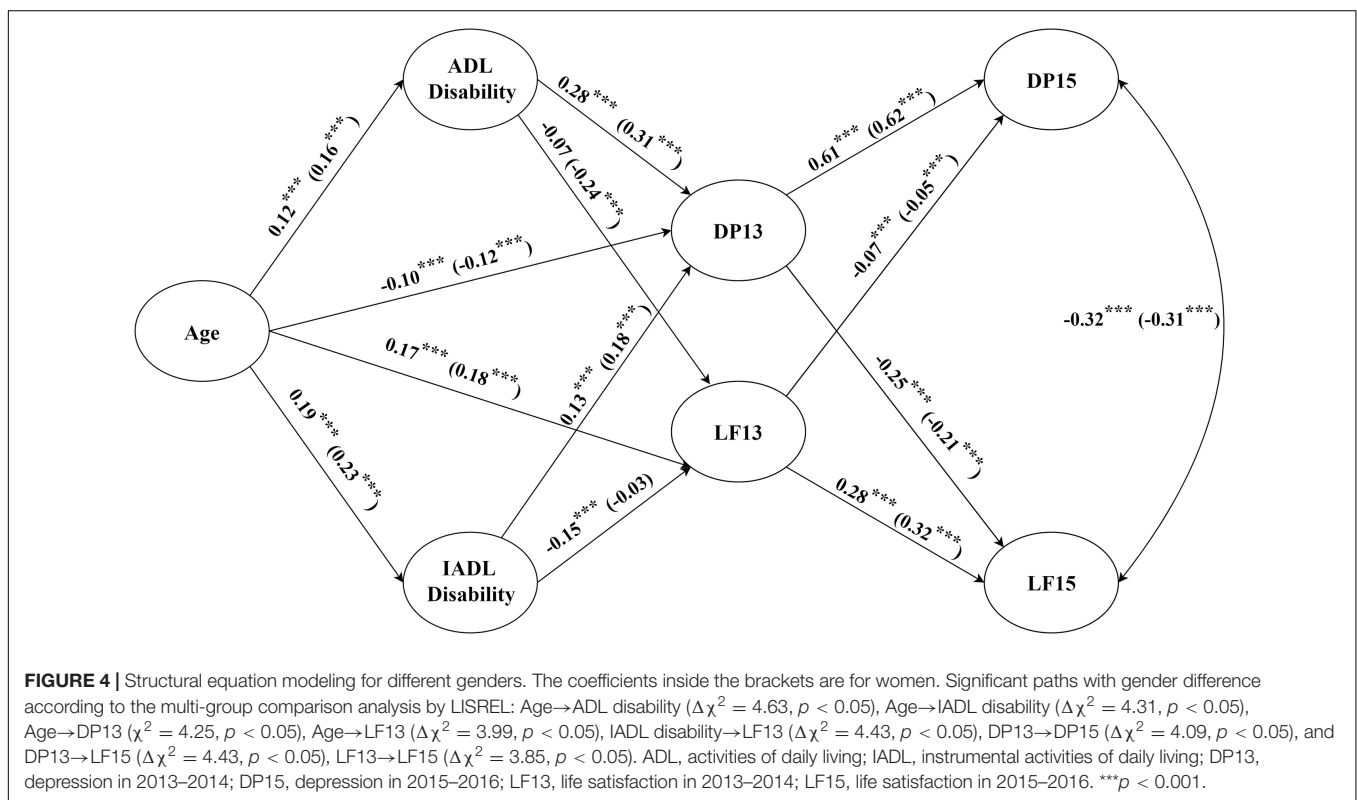 ADL
Disability
DP15
0.28*** (0.31***)
-0.07 (-0.24***)
0.12*** (0.16***)
0.61*** (0.62***)
-0.07*** (-0.05***)
DP13
-0.10*** (-0.12***)
Age
-0.32*** (-0.31***)
0.17*** (0.18***)
0.13*** (0.18***)
-0.25*** (-0.21***)
0.19*** (0.23***)
LF13
-0.15*** (-0.03)
0.28*** (0.32***)
IADL
Disability
LF15
FIGURE 4 | Structural equation modeling for different genders. The coefficients inside the brackets are for women. Significant paths with gender difference
according to the multi-group comparison analysis by LISREL: Age→ADL disability (Δχ² = 4.63, p < 0.05), Age→IADL disability (Δχ² = 4.31, p < 0.05),
Age→DP13 (χ² = 4.25, p < 0.05), Age→LF13 (Δχ² = 3.99, p < 0.05), IADL disability→LF13 (Δχ² = 4.43, p < 0.05), DP13→DP15 (Δχ² = 4.09, p < 0.05), and
DP13→LF15 (Δχ² = 4.43, p < 0.05), LF13→LF15 (Δχ² = 3.85, p < 0.05). ADL, activities of daily living; IADL, instrumental activities of daily living; DP13,
depression in 2013–2014; DP15, depression in 2015–2016; LF13, life satisfaction in 2013–2014; LF15, life satisfaction in 2015–2016. ***p < 0.001.